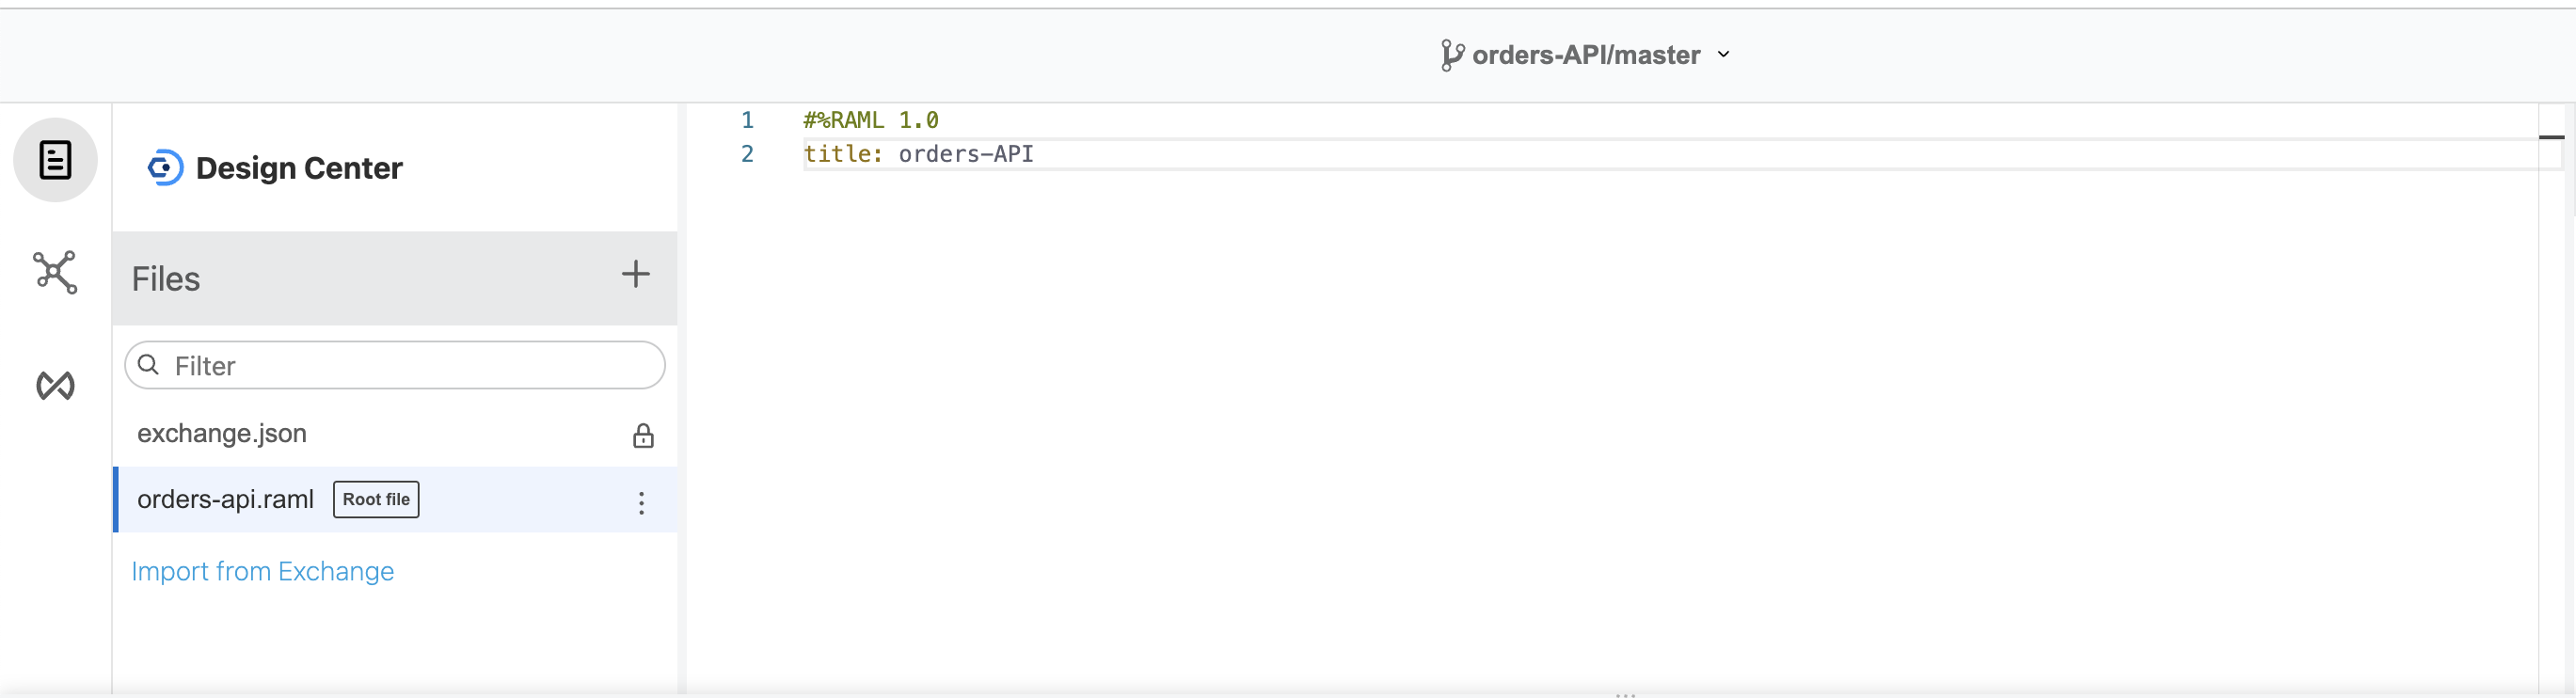 orders-API/master
Design Center
Files
Filter
exchange.json
orders-api.raml Root file
Import from Exchange
1 #%RAML 1.0
2 title: orders-API